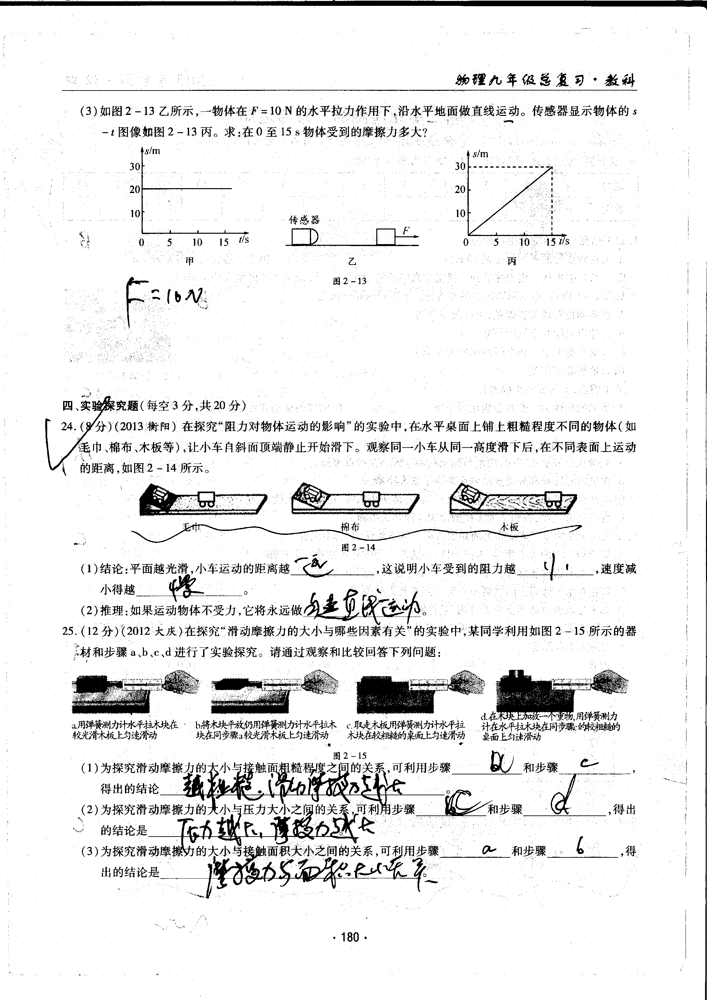 物理九年级总复习·教科
(3)如图2-13乙所示,一物体在F=10 N的水平拉力作用下,沿水平地面做直线运动。传感器显示物体的s
-t图像如图2-13丙。求:在0至15 s物体受到的摩擦力多大?
s/m
30
20
10
0 5 10 15 t/s
甲
传感器
F
乙
s/m
30
20
10
0 5 10 15 t/s
丙
图2-13
F=10N
四、实验探究题(每空3分,共20分)
24.(8分)(2013衡阳)在探究“阻力对物体运动的影响”的实验中,在水平桌面上铺上粗糙程度不同的物体(如
毛巾、棉布、木板等),让小车自斜面顶端静止开始滑下。观察同一小车从同一高度滑下后,在不同表面上运动
的距离,如图2-14所示。
毛巾 棉布 木板
图2-14
(1)结论:平面越光滑,小车运动的距离越远,这说明小车受到的阻力越小,速度减
小得越慢。
(2)推理:如果运动物体不受力,它将永远做匀速直线运动。
25.(12分)(2012大庆)在探究“滑动摩擦力的大小与哪些因素有关”的实验中,某同学利用如图2-15所示的器
材和步骤a、b、c、d进行了实验探究。请通过观察和比较回答下列问题:
a.用弹簧测力计水平拉木块在
较光滑木板上匀速滑动
b.将木块平放仍用弹簧测力计水平拉木
块在同步骤a较光滑木板上匀速滑动
c.取走木板用弹簧测力计水平拉
木块在较粗糙的桌面上匀速滑动
d.在木块上加放一个重物,用弹簧测力
计在水平拉木块在同步骤c的较粗糙的
桌面上匀速滑动
图2-15
(1)为探究滑动摩擦力的大小与接触面粗糙程度之间的关系,可利用步骤a和步骤c,
得出的结论越粗糙.滑动摩擦力越大
(2)为探究滑动摩擦力的大小与压力大小之间的关系,可利用步骤c和步骤d,得出
的结论是压力越大,摩擦力越大
(3)为探究滑动摩擦力的大小与接触面积大小之间的关系,可利用步骤a和步骤b,得
出的结论是摩擦力与面积大小无关。
·180·